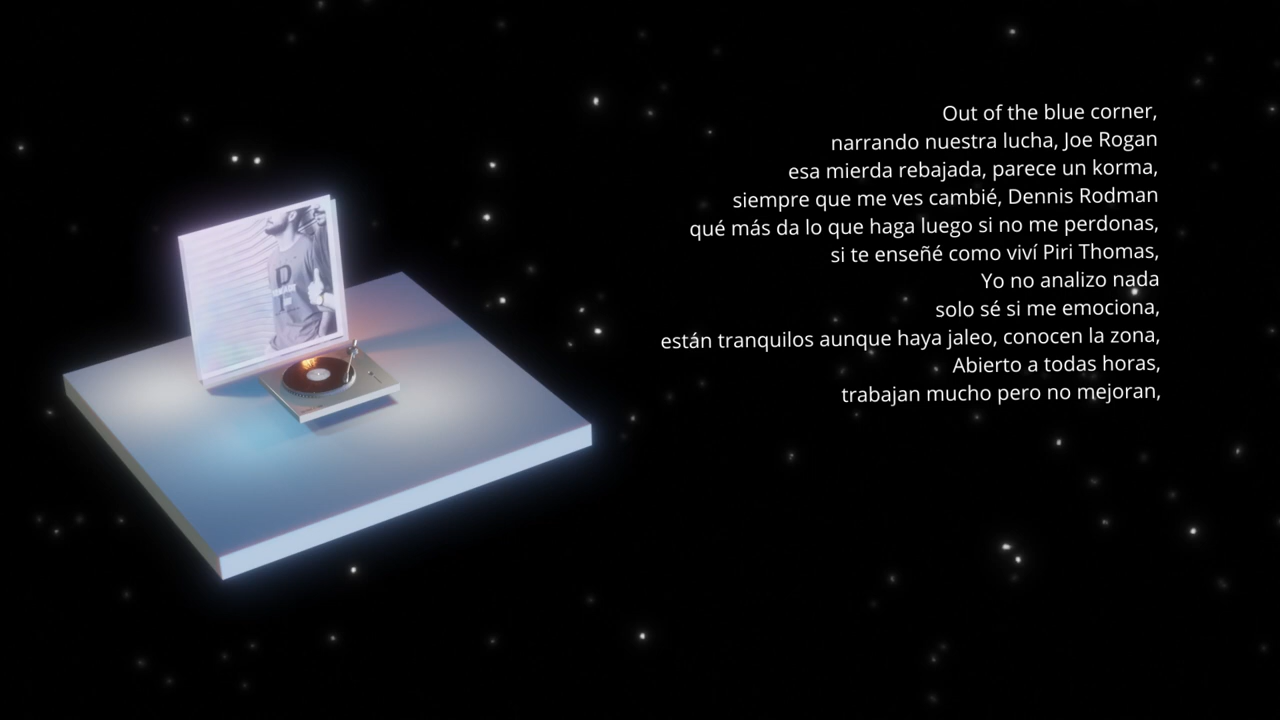 Out of the blue corner,
narrando nuestra lucha, Joe Rogan
esa mierda rebajada, parece un korma,
siempre que me ves cambié, Dennis Rodman
qué más da lo que haga luego si no me perdonas,
si te enseñé como viví Piri Thomas,
Yo no analizo nada
solo sé si me emociona,
están tranquilos aunque haya jaleo, conocen la zona,
Abierto a todas horas,
trabajan mucho pero no mejoran,